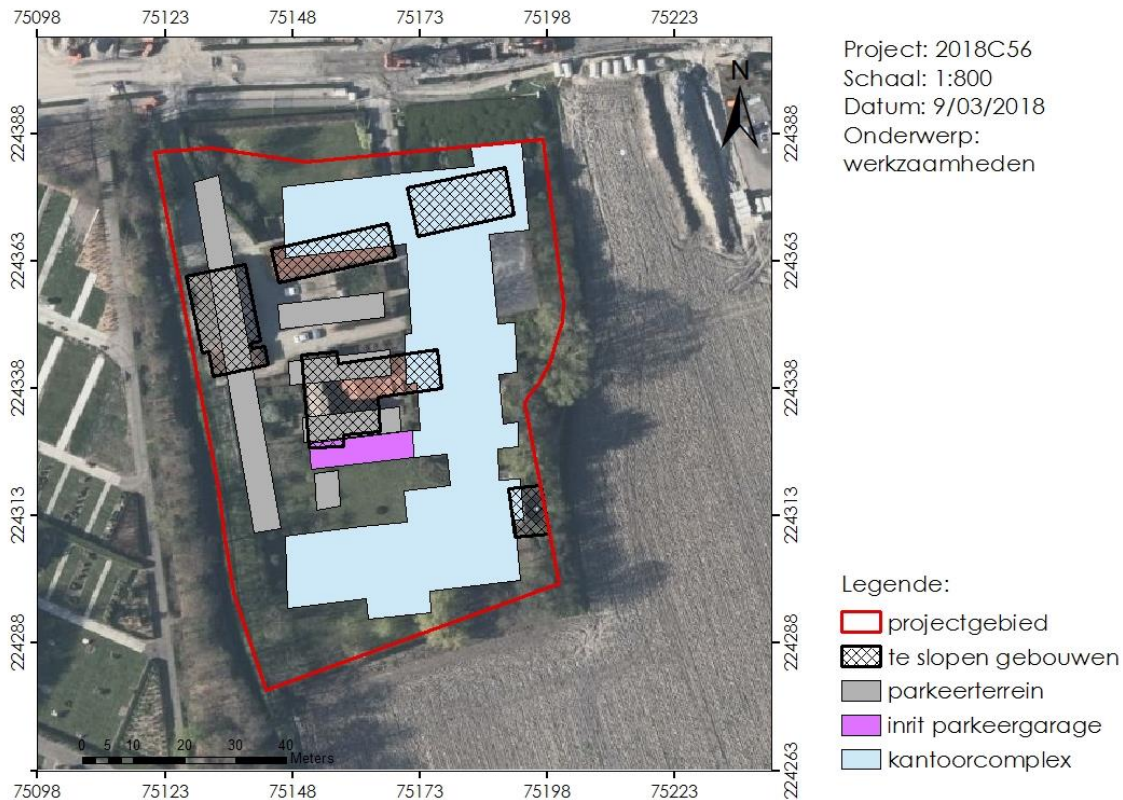 75098 75123 75148 75173 75198 75223
Project: 2018C56
Schaal: 1:800
Datum: 9/03/2018
Onderwerp:
werkzaamheden
N
224388 224388
224363 224363
224338 224338
224313 224313
224288 224288
224263
0 5 10 20 30 40
Meters
75098 75123 75148 75173 75198 75223
Legende:
projectgebied
te slopen gebouwen
parkeerterrein
inrit parkeergarage
kantoorcomplex